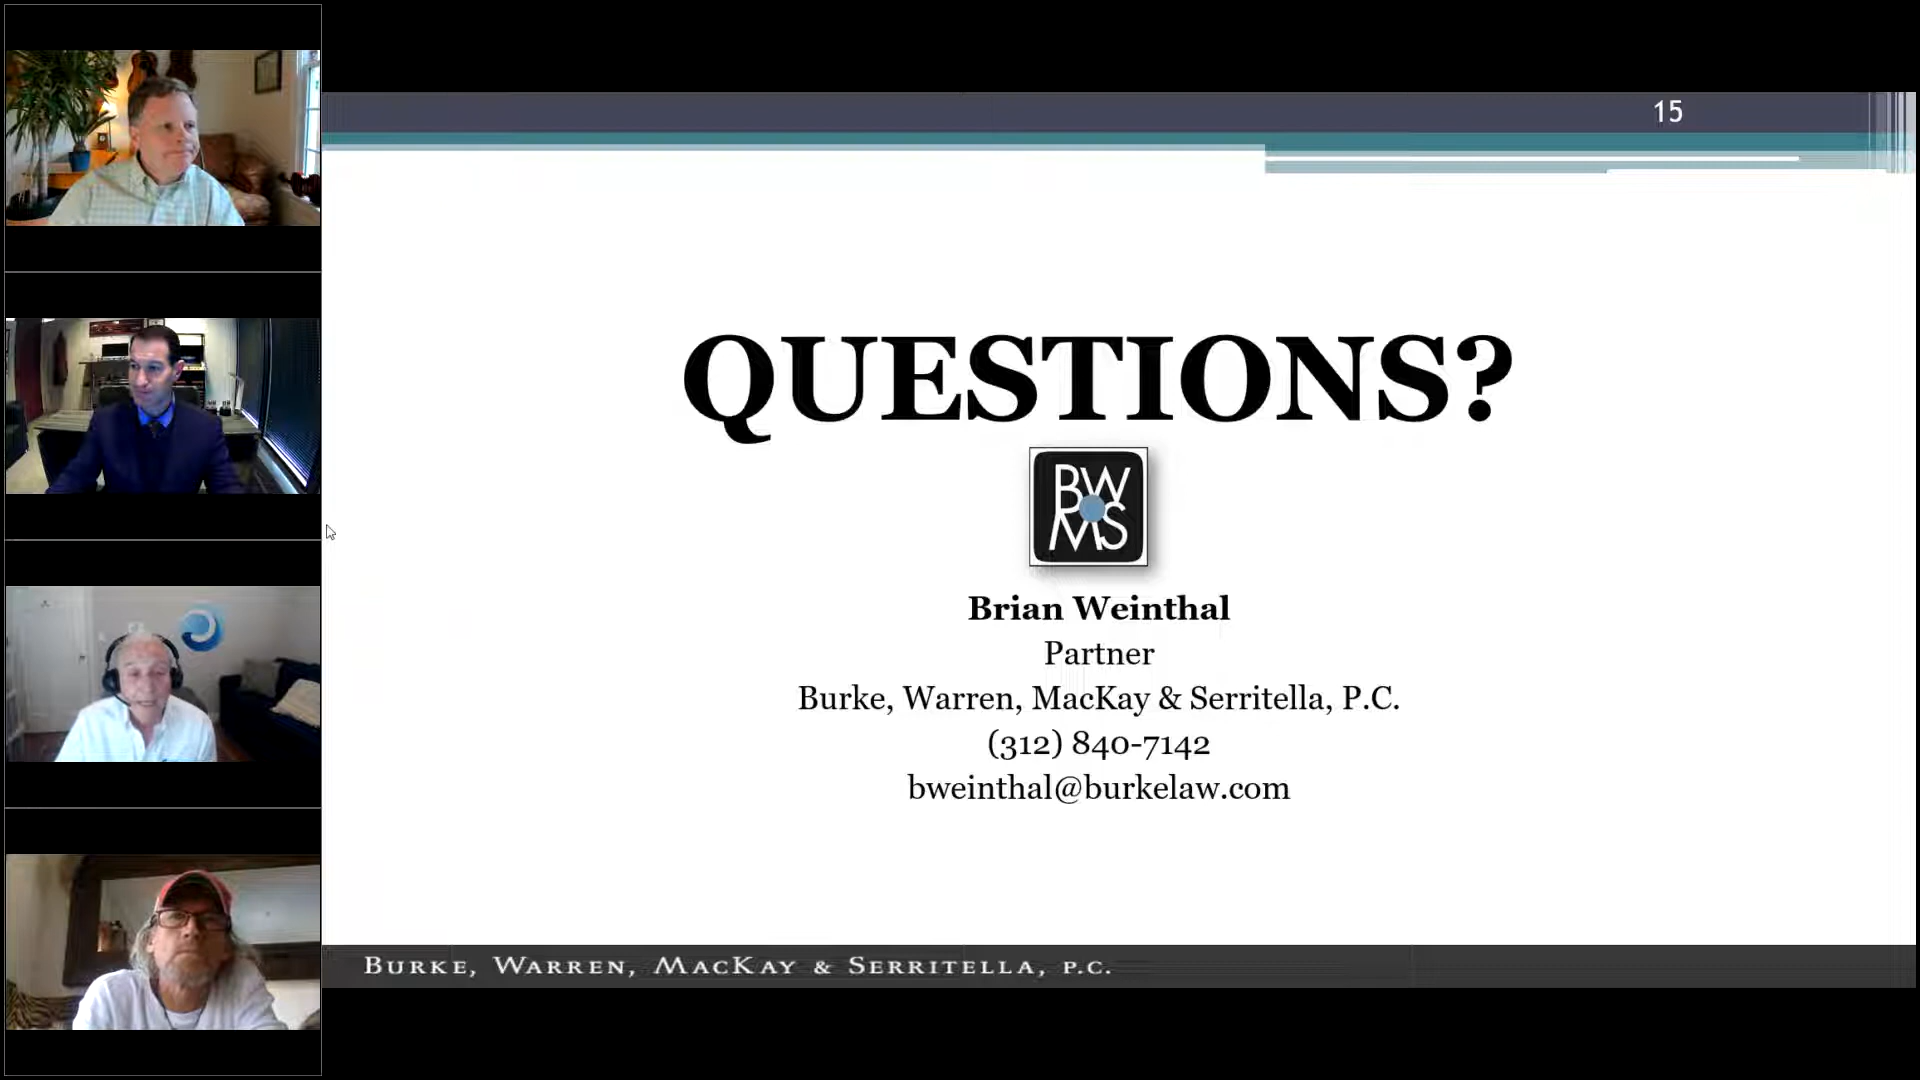 15
QUESTIONS?
BW
MS
Brian Weinthal
Partner
Burke, Warren, MacKay & Serritella, P.C.
(312) 840-7142
bweinthal@burkelaw.com
BURKE, WARREN, MACKAY & SERRITELLA, P.C.